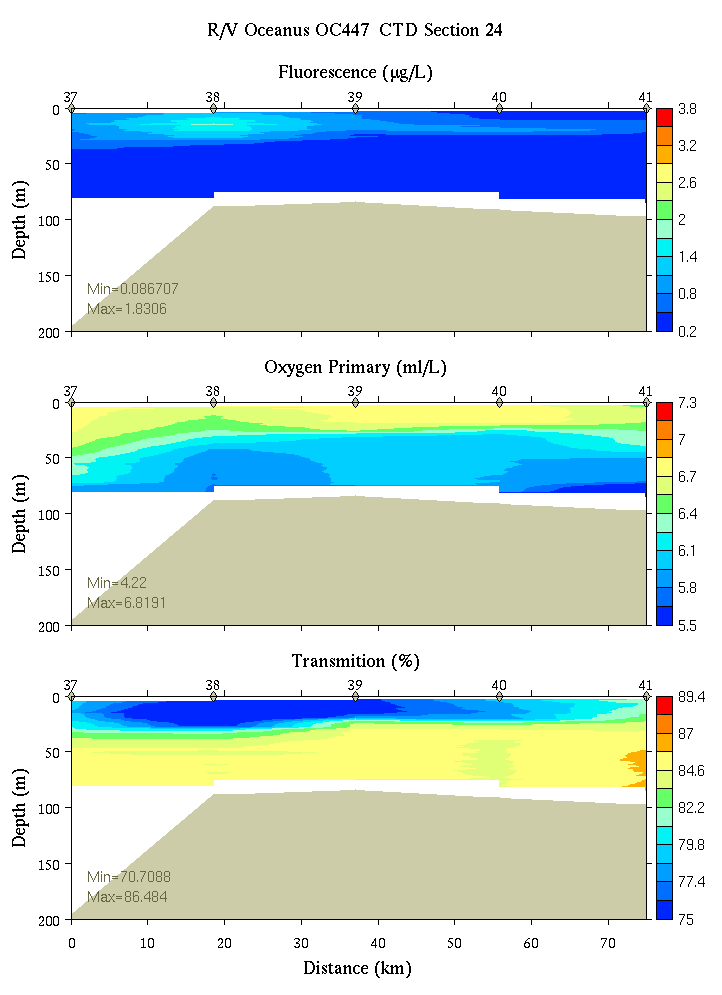 R/V Oceanus OC447 CTD Section 24
Fluorescence (µg/L)
37 38 39 40 41
0
50
100
150
200
Depth (m)
Min=0.086707
Max=1.8306
3.8
3.2
2.6
2
1.4
0.8
0.2
Oxygen Primary (ml/L)
37 38 39 40 41
0
50
100
150
200
Depth (m)
Min=4.22
Max=6.8191
7.3
7
6.7
6.4
6.1
5.8
5.5
Transmition (%)
37 38 39 40 41
0
50
100
150
200
Depth (m)
Min=70.7088
Max=86.484
89.4
87
84.6
82.2
79.8
77.4
75
0 10 20 30 40 50 60 70
Distance (km)